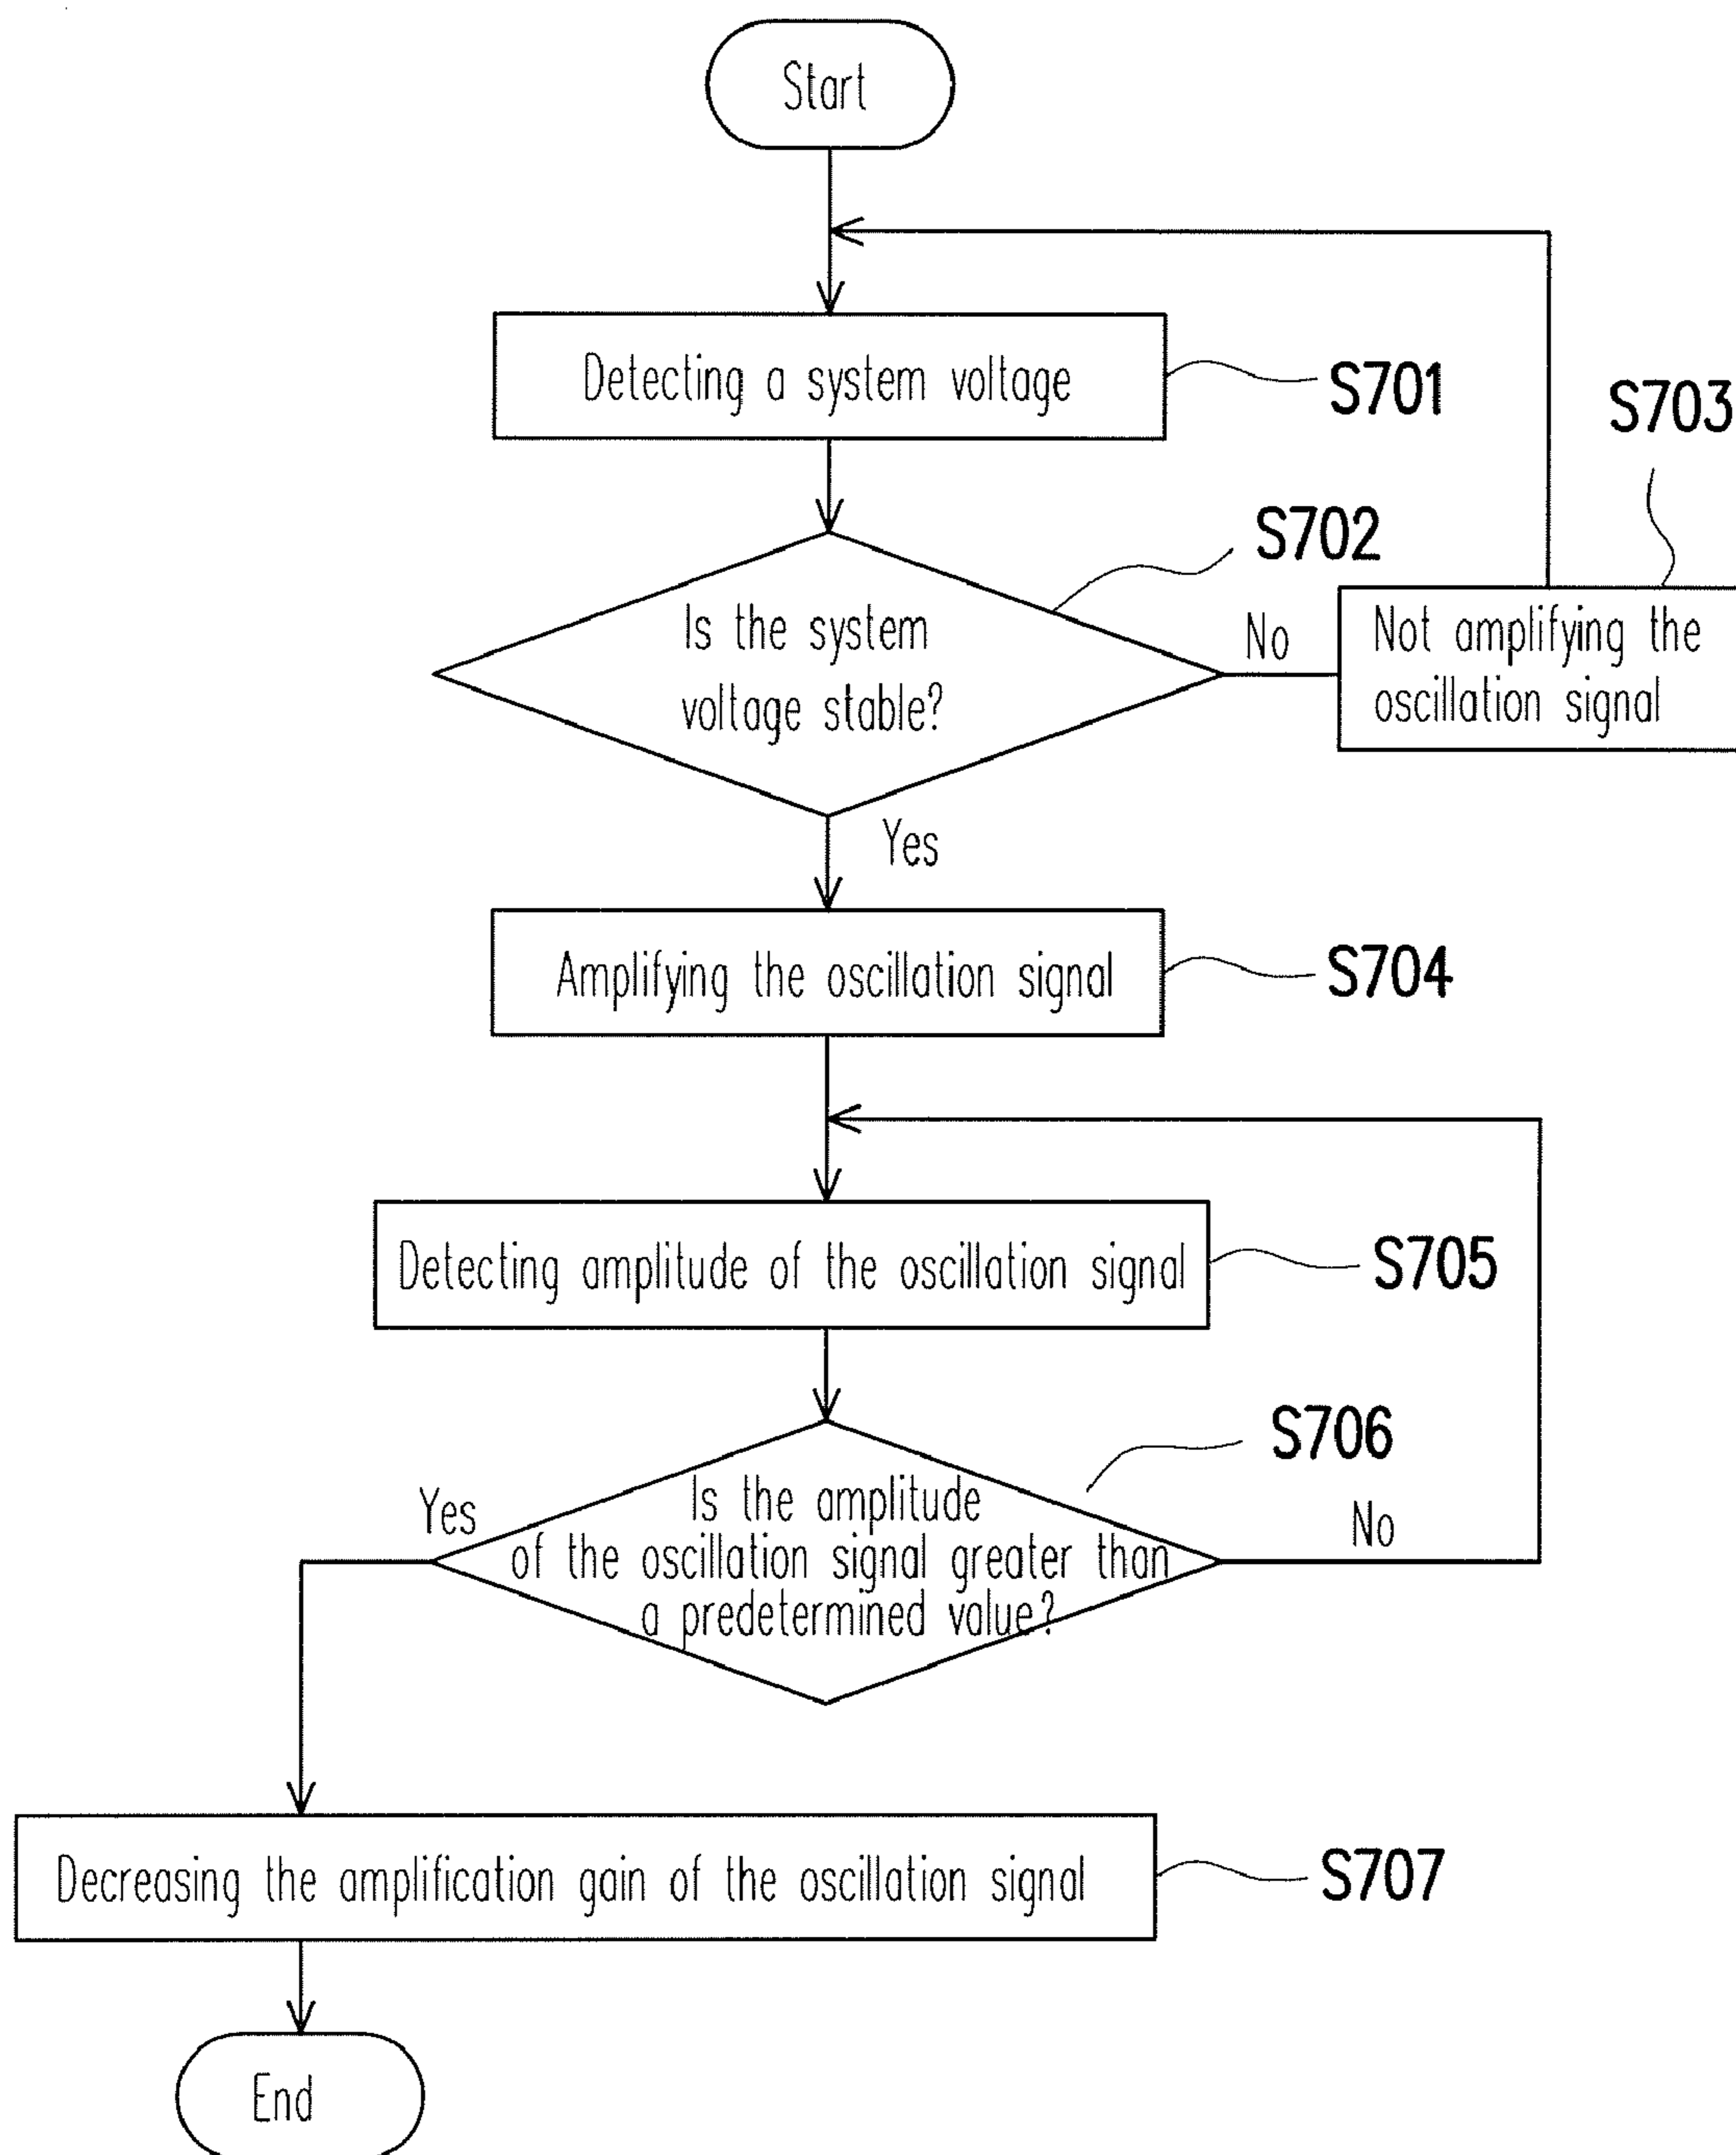 Start
Detecting a system voltage
S701
S703
S702
Is the system
voltage stable?
No
Not amplifying the
oscillation signal
Yes
Amplifying the oscillation signal
S704
Detecting amplitude of the oscillation signal
S705
S706
Yes
Is the amplitude
of the oscillation signal greater than
a predetermined value?
No
Decreasing the amplification gain of the oscillation signal
S707
End